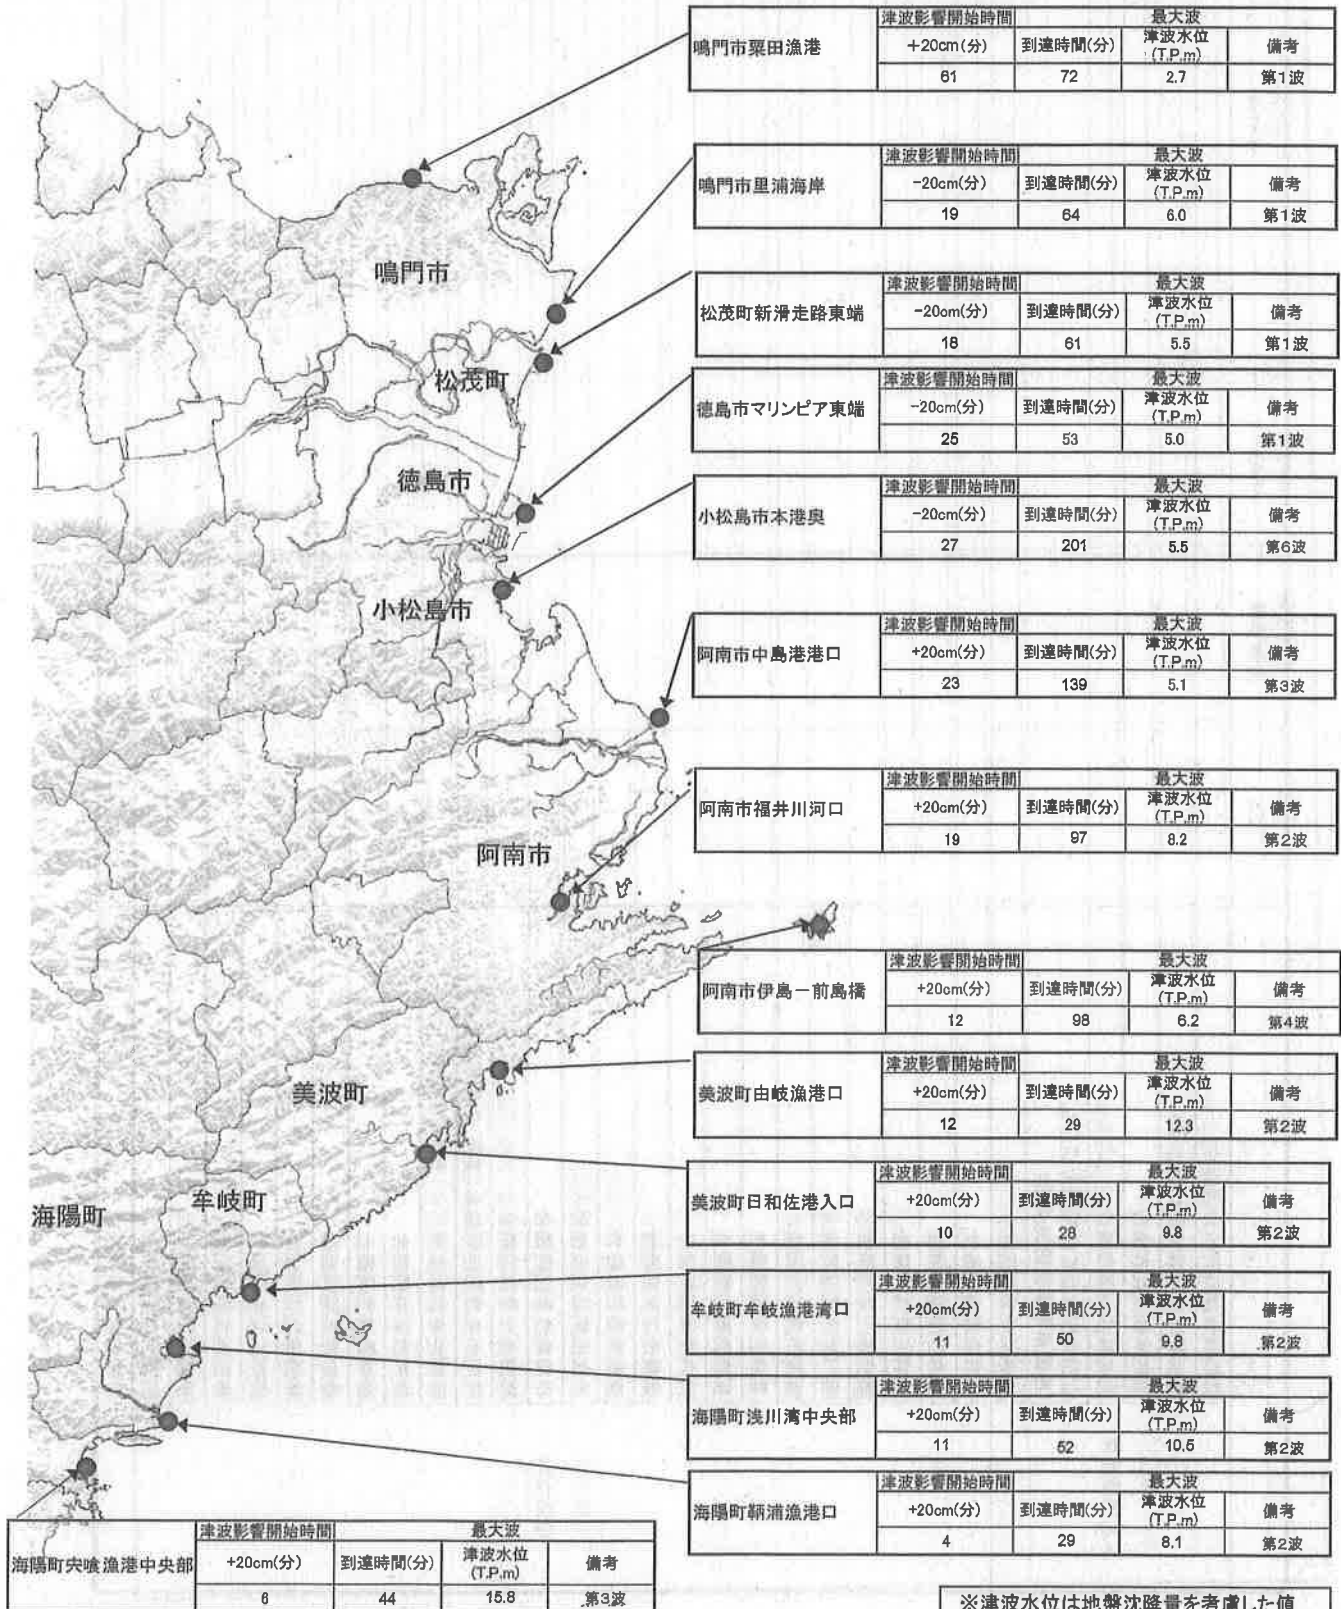 津波影響開始時間 最大波
鳴門市粟田漁港 +20cm(分) 到達時間(分) 津波水位(T.P.m) 備考
61 72 2.7 第1波
津波影響開始時間 最大波
鳴門市里浦海岸 -20cm(分) 到達時間(分) 津波水位(T.P.m) 備考
19 64 6.0 第1波
津波影響開始時間 最大波
松茂町新滑走路東端 -20cm(分) 到達時間(分) 津波水位(T.P.m) 備考
18 61 5.5 第1波
津波影響開始時間 最大波
徳島市マリンピア東端 -20cm(分) 到達時間(分) 津波水位(T.P.m) 備考
25 53 5.0 第1波
津波影響開始時間 最大波
小松島市本港奥 -20cm(分) 到達時間(分) 津波水位(T.P.m) 備考
27 201 5.5 第6波
津波影響開始時間 最大波
阿南市中島港港口 +20cm(分) 到達時間(分) 津波水位(T.P.m) 備考
23 139 5.1 第3波
津波影響開始時間 最大波
阿南市福井川河口 +20cm(分) 到達時間(分) 津波水位(T.P.m) 備考
19 97 8.2 第2波
津波影響開始時間 最大波
阿南市伊島－前島橋 +20cm(分) 到達時間(分) 津波水位(T.P.m) 備考
12 98 6.2 第4波
津波影響開始時間 最大波
美波町由岐漁港口 +20cm(分) 到達時間(分) 津波水位(T.P.m) 備考
12 29 12.3 第2波
津波影響開始時間 最大波
美波町日和佐港入口 +20cm(分) 到達時間(分) 津波水位(T.P.m) 備考
10 28 9.8 第2波
津波影響開始時間 最大波
牟岐町牟岐漁港湾口 +20cm(分) 到達時間(分) 津波水位(T.P.m) 備考
11 50 9.8 第2波
津波影響開始時間 最大波
海陽町浅川湾中央部 +20cm(分) 到達時間(分) 津波水位(T.P.m) 備考
11 52 10.5 第2波
津波影響開始時間 最大波
海陽町鞆浦漁港口 +20cm(分) 到達時間(分) 津波水位(T.P.m) 備考
4 29 8.1 第2波
津波影響開始時間 最大波
海陽町宍喰漁港中央部 +20cm(分) 到達時間(分) 津波水位(T.P.m) 備考
6 44 15.8 第3波
鳴門市
松茂町
徳島市
小松島市
阿南市
美波町
牟岐町
海陽町
※津波水位は地盤沈降量を考慮した値